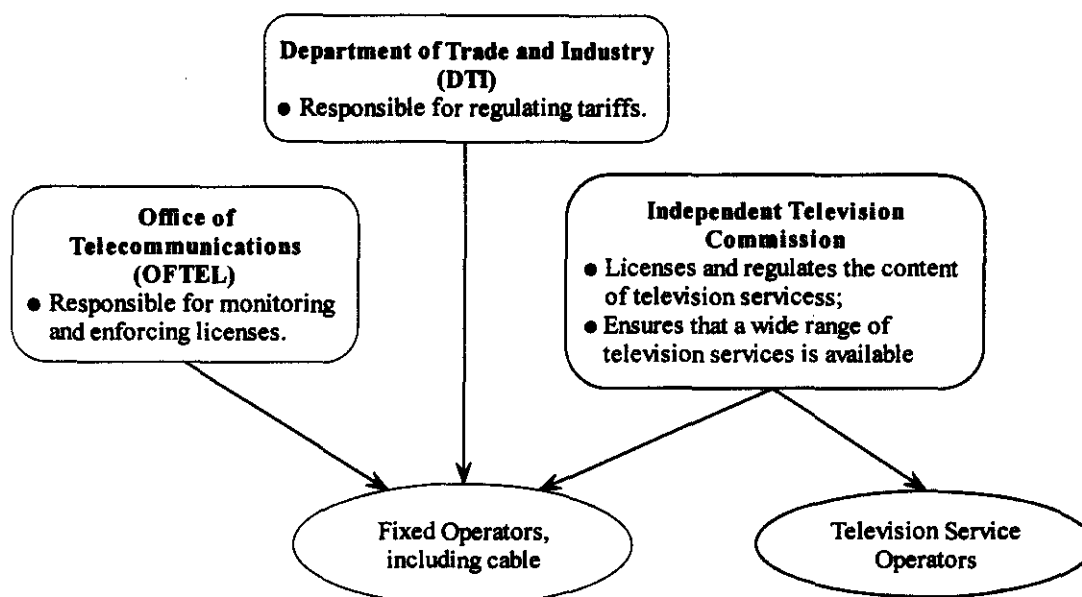 Department of Trade and Industry
(DTI)
● Responsible for regulating tariffs.
Office of
Telecommunications
(OFTEL)
● Responsible for monitoring
and enforcing licenses.
Independent Television
Commission
● Licenses and regulates the content
of television servicess;
● Ensures that a wide range of
television services is available
Fixed Operators,
including cable
Television Service
Operators